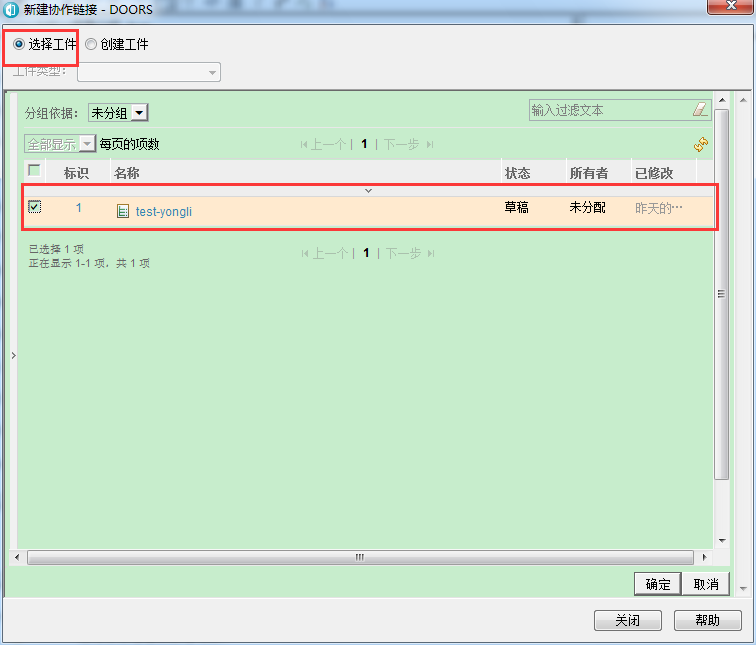 新建协作链接 - DOORS
选择工件 创建工件
工件类型:
分组依据: 未分组 输入过滤文本
全部显示 每页的项数 上一个 | 1 | 下一步
标识 名称 状态 所有者 已修改
1 test-yongli 草稿 未分配 昨天的…
已选择 1 项
正在显示 1-1 项，共 1 项 上一个 | 1 | 下一步
确定 取消
关闭 帮助